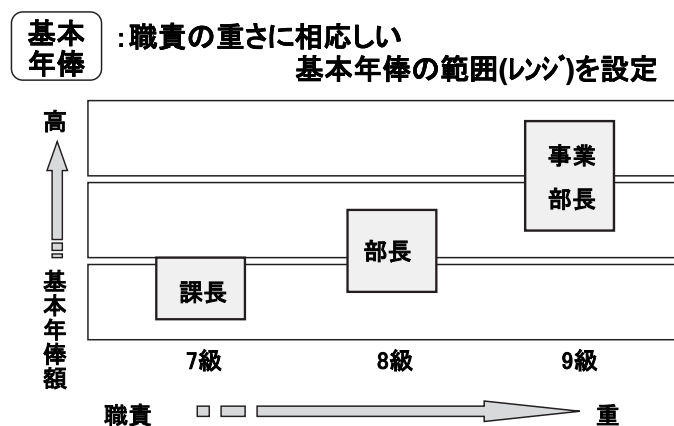 基本
年俸
:職責の重さに相応しい
基本年俸の範囲(ﾚﾝｼﾞ)を設定
高
基本年俸額
事業
部長
部長
課長
7級
8級
9級
職責
重